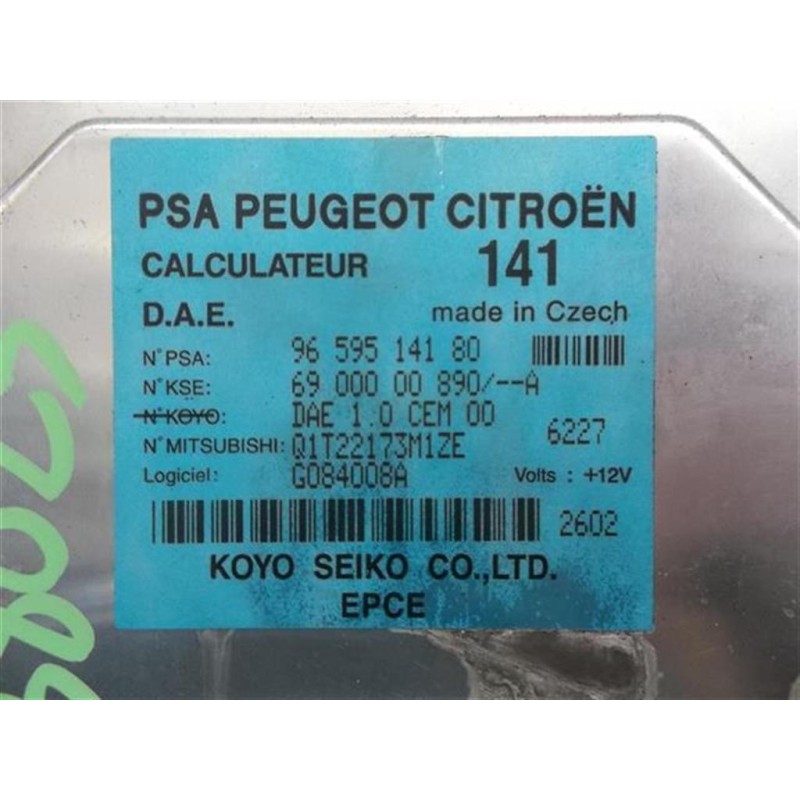 PSA PEUGEOT CITROËN
CALCULATEUR 141
D.A.E. made in Czech
N°PSA: 96 595 141 80
N°KSE: 69 000 00 890/--A
N°KOYO: DAE 1.0 CEM 00
N°MITSUBISHI: Q1T22173M1ZE 6227
Logiciel: G084008A Volts : +12V
2602
KOYO SEIKO CO.,LTD.
EPCE